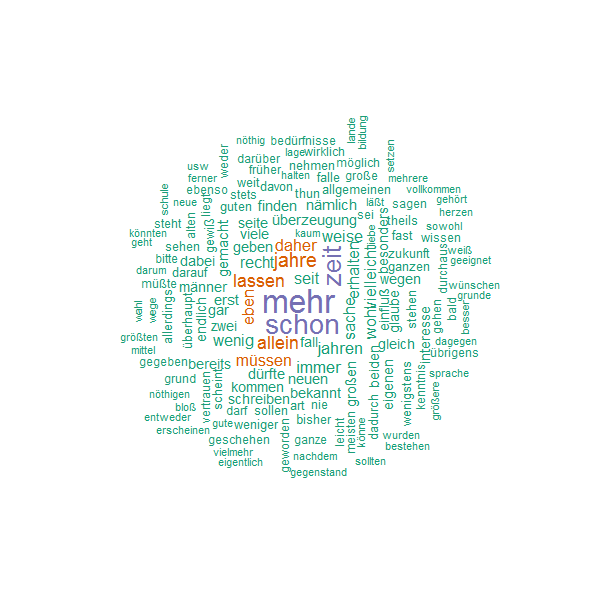 lande
bildung
nöthig
bedürfnisse
weder
darüber
lage
wirklich
setzen
usw
früher
nehmen
möglich
ferner
halten
falle
große
mehrere
schule
ebenso
weit
davon
thun
allgemeinen
vollkommen
neue
liegt
stets
läßt
gehört
alten
guten
finden
nämlich
sei
sagen
herzen
steht
gewiß
seite
überzeugung
theils
sowohl
könnten
gemacht
viele
kaum
weise
liebe
besonders
fast
wissen
geht
sehen
geben
daher
zeit
vielleicht
zukunft
durchaus
weiß
bitte
dabei
recht
jahre
erhalten
ganzen
geeignet
darum
darauf
lassen
seit
wegen
wünschen
müßte
männer
mehr
einfluß
glaube
stehen
bald
grunde
wahl
wege
überhaupt
erst
eben
schon
sache
wohl
gehen
besser
allerdings
endlich
gar
zwei
größten
wenig
allein
fall
jahren
gleich
interesse
dagegen
mittel
übrigens
gegeben
bereits
müssen
immer
beiden
wenigstens
kenntnis
sprache
grund
scheint
dürfte
neuen
großen
eigenen
größere
nöthigen
vertrauen
kommen
bekannt
dadurch
bloß
schreiben
art
nie
meisten
entweder
darf
sollen
bisher
leicht
könne
erscheinen
gute
weniger
wurden
geschehen
geworden
ganze
bestehen
vielmehr
nachdem
eigentlich
sollten
gegenstand